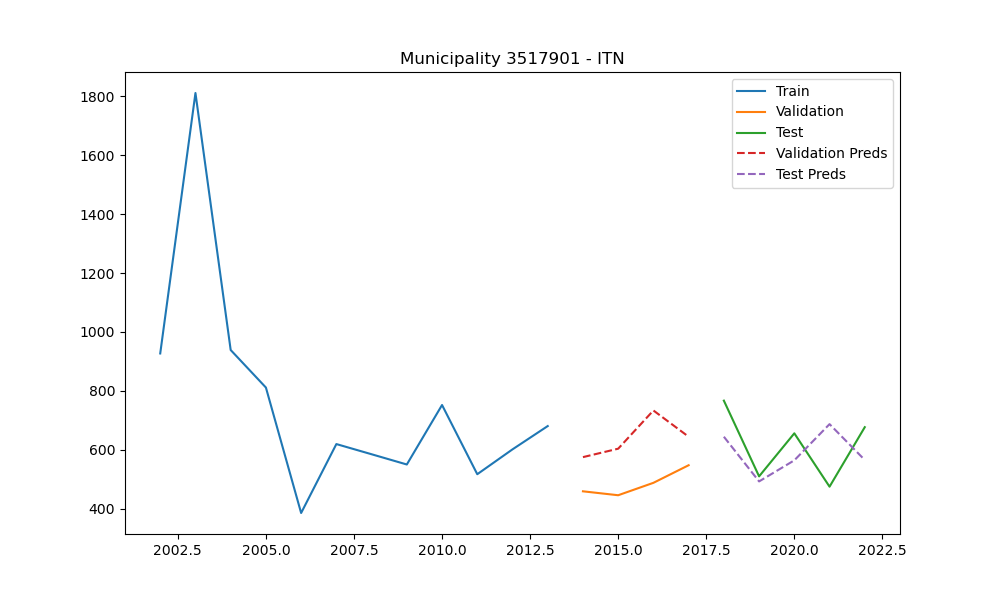 Municipality 3517901 - ITN
1800
1600
1400
1200
1000
800
600
400
2002.5 2005.0 2007.5 2010.0 2012.5 2015.0 2017.5 2020.0 2022.5
Train
Validation
Test
Validation Preds
Test Preds